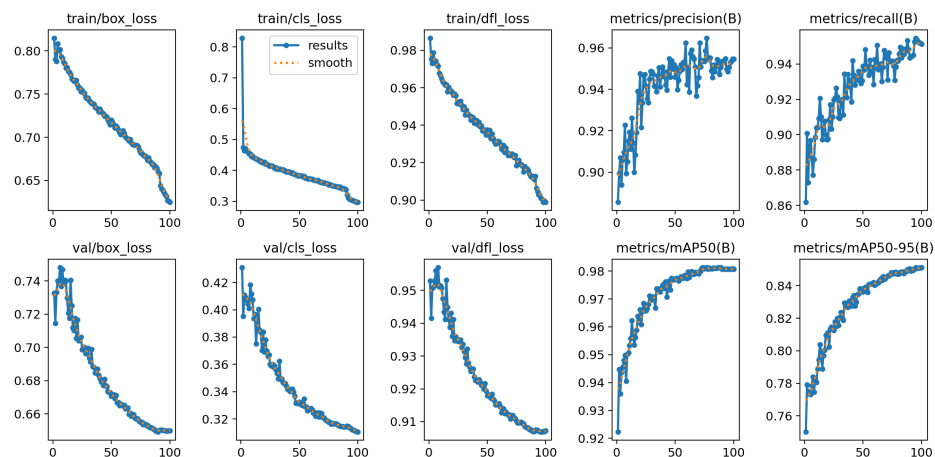 train/box_loss
train/cls_loss
train/dfl_loss
metrics/precision(B)
metrics/recall(B)
0.80
0.75
0.70
0.65
0 50 100
0.8
0.7
0.6
0.5
0.4
0.3
results
smooth
0 50 100
0.98
0.96
0.94
0.92
0.90
0 50 100
0.96
0.94
0.92
0.90
0 50 100
0.94
0.92
0.90
0.88
0.86
0 50 100
val/box_loss
val/cls_loss
val/dfl_loss
metrics/mAP50(B)
metrics/mAP50-95(B)
0.74
0.72
0.70
0.68
0.66
0 50 100
0.42
0.40
0.38
0.36
0.34
0.32
0 50 100
0.95
0.94
0.93
0.92
0.91
0 50 100
0.98
0.97
0.96
0.95
0.94
0.93
0.92
0 50 100
0.84
0.82
0.80
0.78
0.76
0 50 100